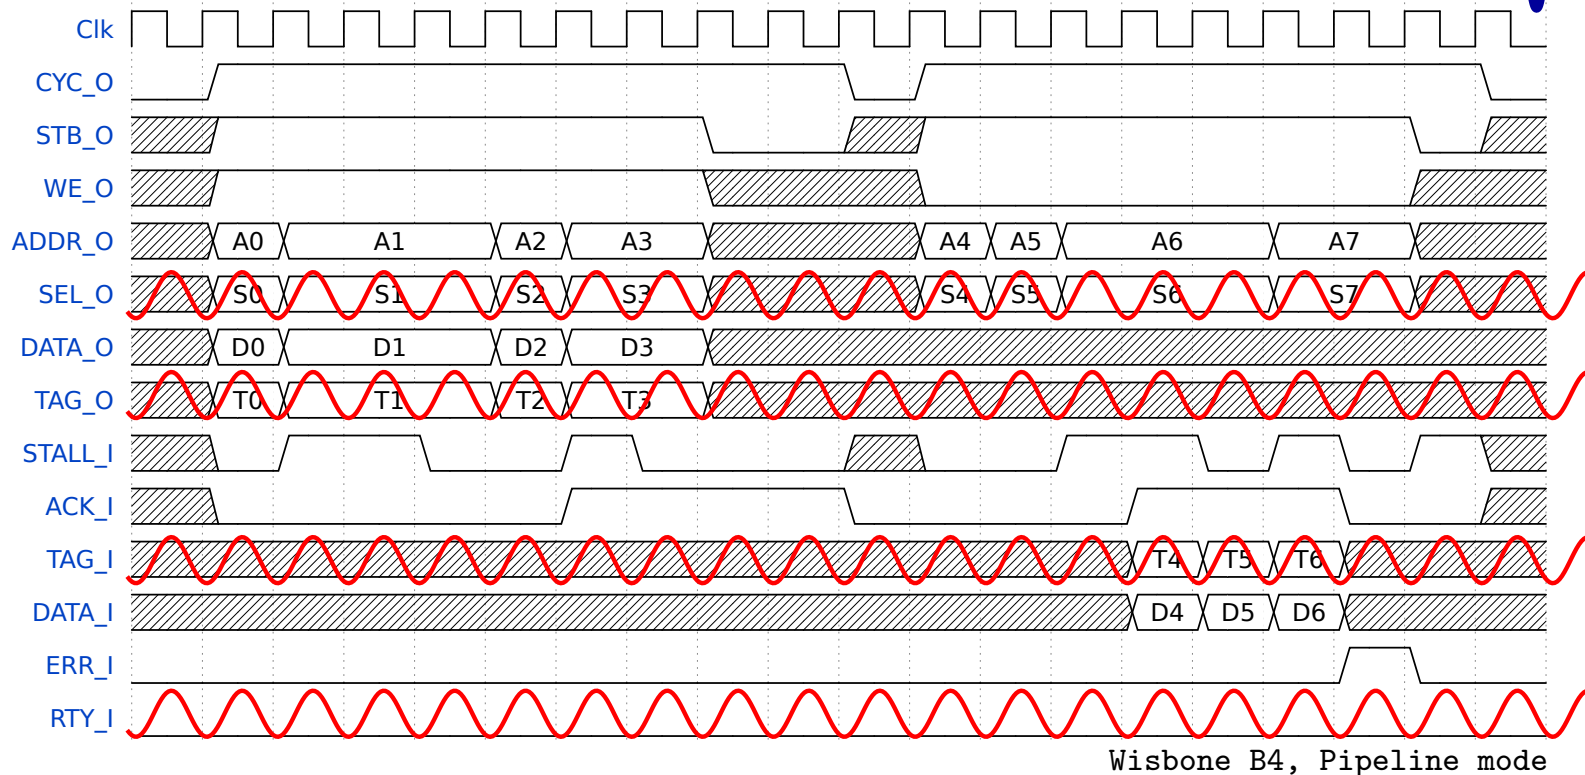 Clk
CYC_O
STB_O
WE_O
ADDR_O A0 A1 A2 A3 A4 A5 A6 A7
SEL_O S0 S1 S2 S3 S4 S5 S6 S7
DATA_O D0 D1 D2 D3
TAG_O T0 T1 T2 T3
STALL_I
ACK_I
TAG_I T4 T5 T6
DATA_I D4 D5 D6
ERR_I
RTY_I
Wisbone B4, Pipeline mode